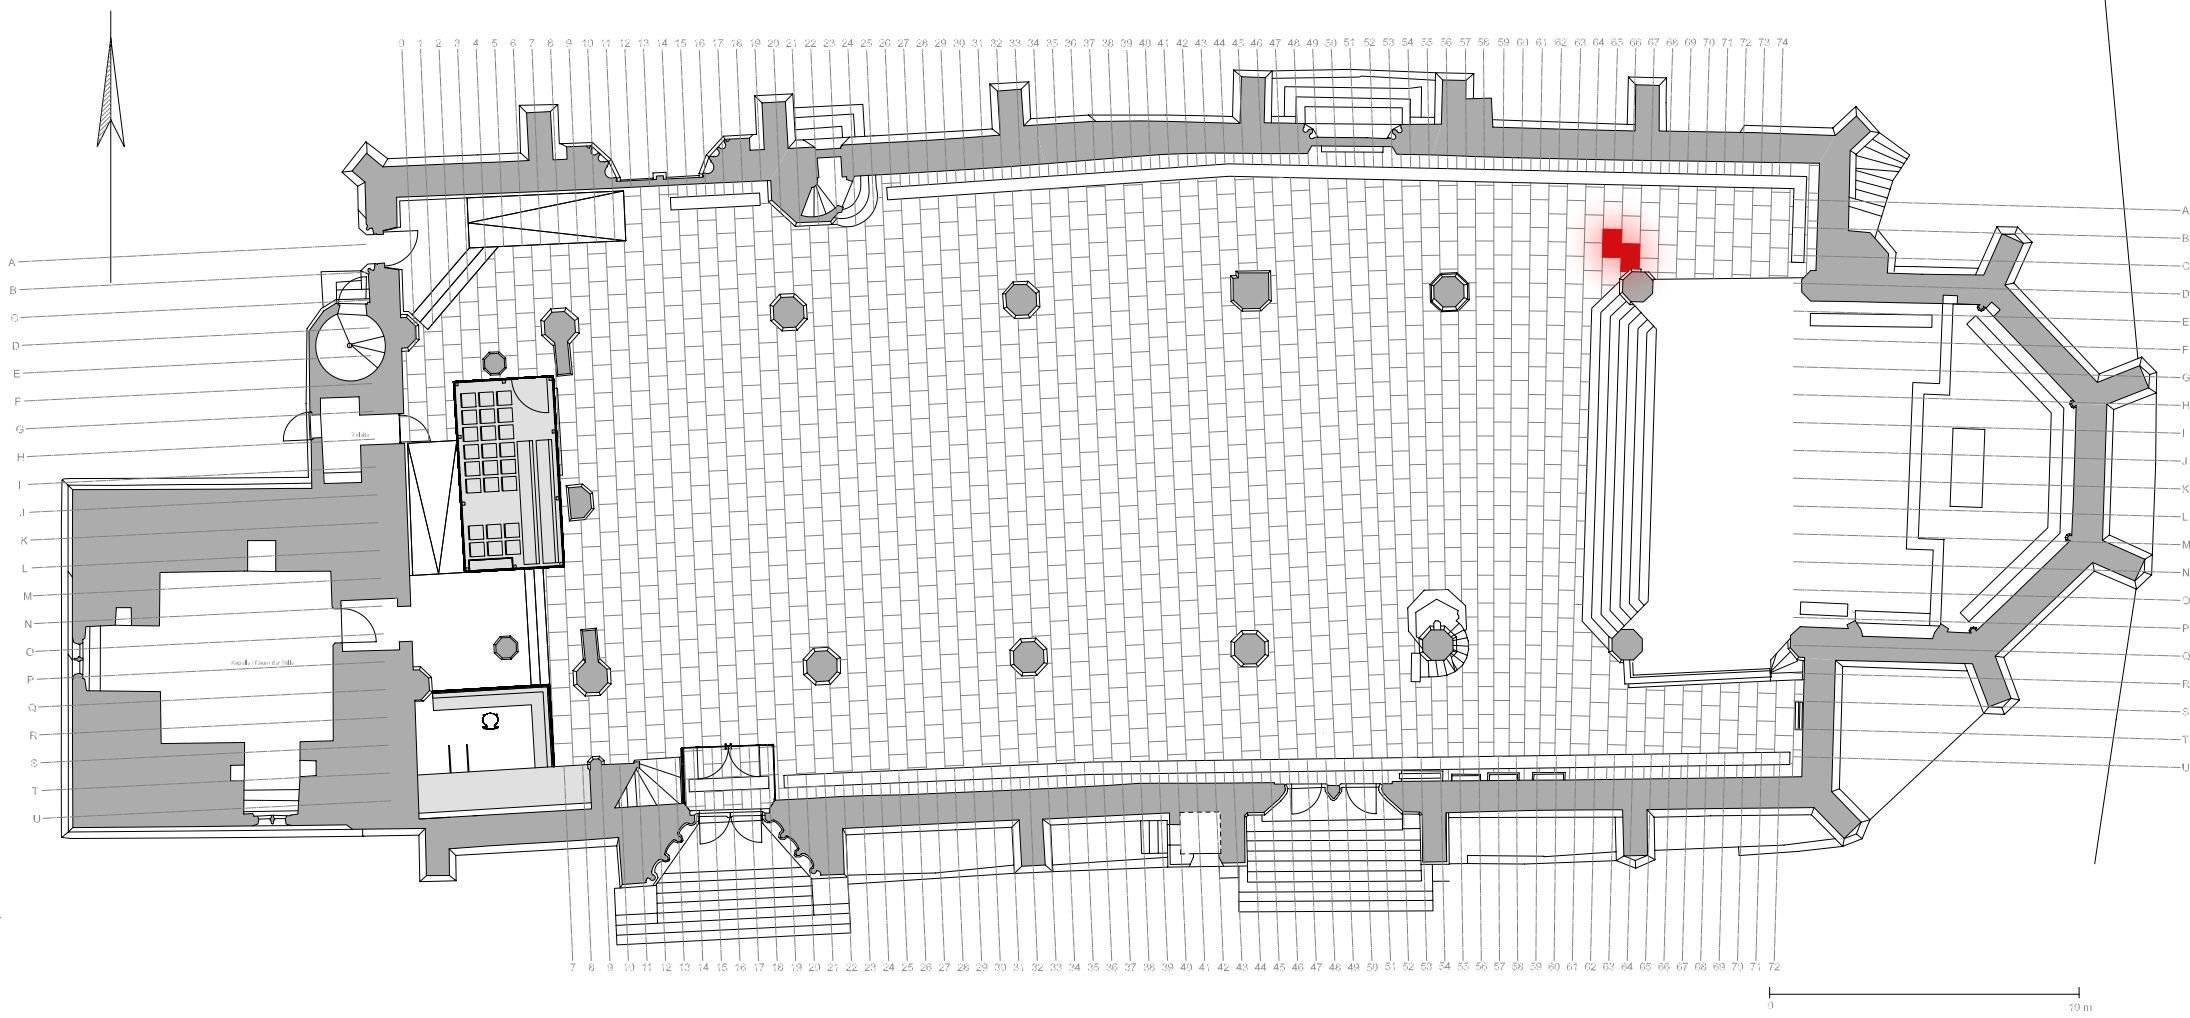 0 1 2 3 4 5 6 7 8 9 10 11 12 13 14 15 16 17 18 19 20 21 22 23 24 25 26 27 28 29 30 31 32 33 34 35 36 37 38 39 40 41 42 43 44 45 46 47 48 49 50 51 52 53 54 55 56 57 58 59 60 61 62 63 64 65 66 67 68 69 70 71 72 73 74
A
B
C
D
E
F
G
H
I
J
K
L
M
N
O
P
Q
R
S
T
U
A
B
C
D
E
F
G
H
I
J
K
L
M
N
O
P
Q
R
S
T
U
Kapelle / Raum der Stille
7 8 9 10 11 12 13 14 15 16 17 18 19 20 21 22 23 24 25 26 27 28 29 30 31 32 33 34 35 36 37 38 39 40 41 42 43 44 45 46 47 48 49 50 51 52 53 54 55 56 57 58 59 60 61 62 63 64 65 66 67 68 69 70 71 72
0 10 m